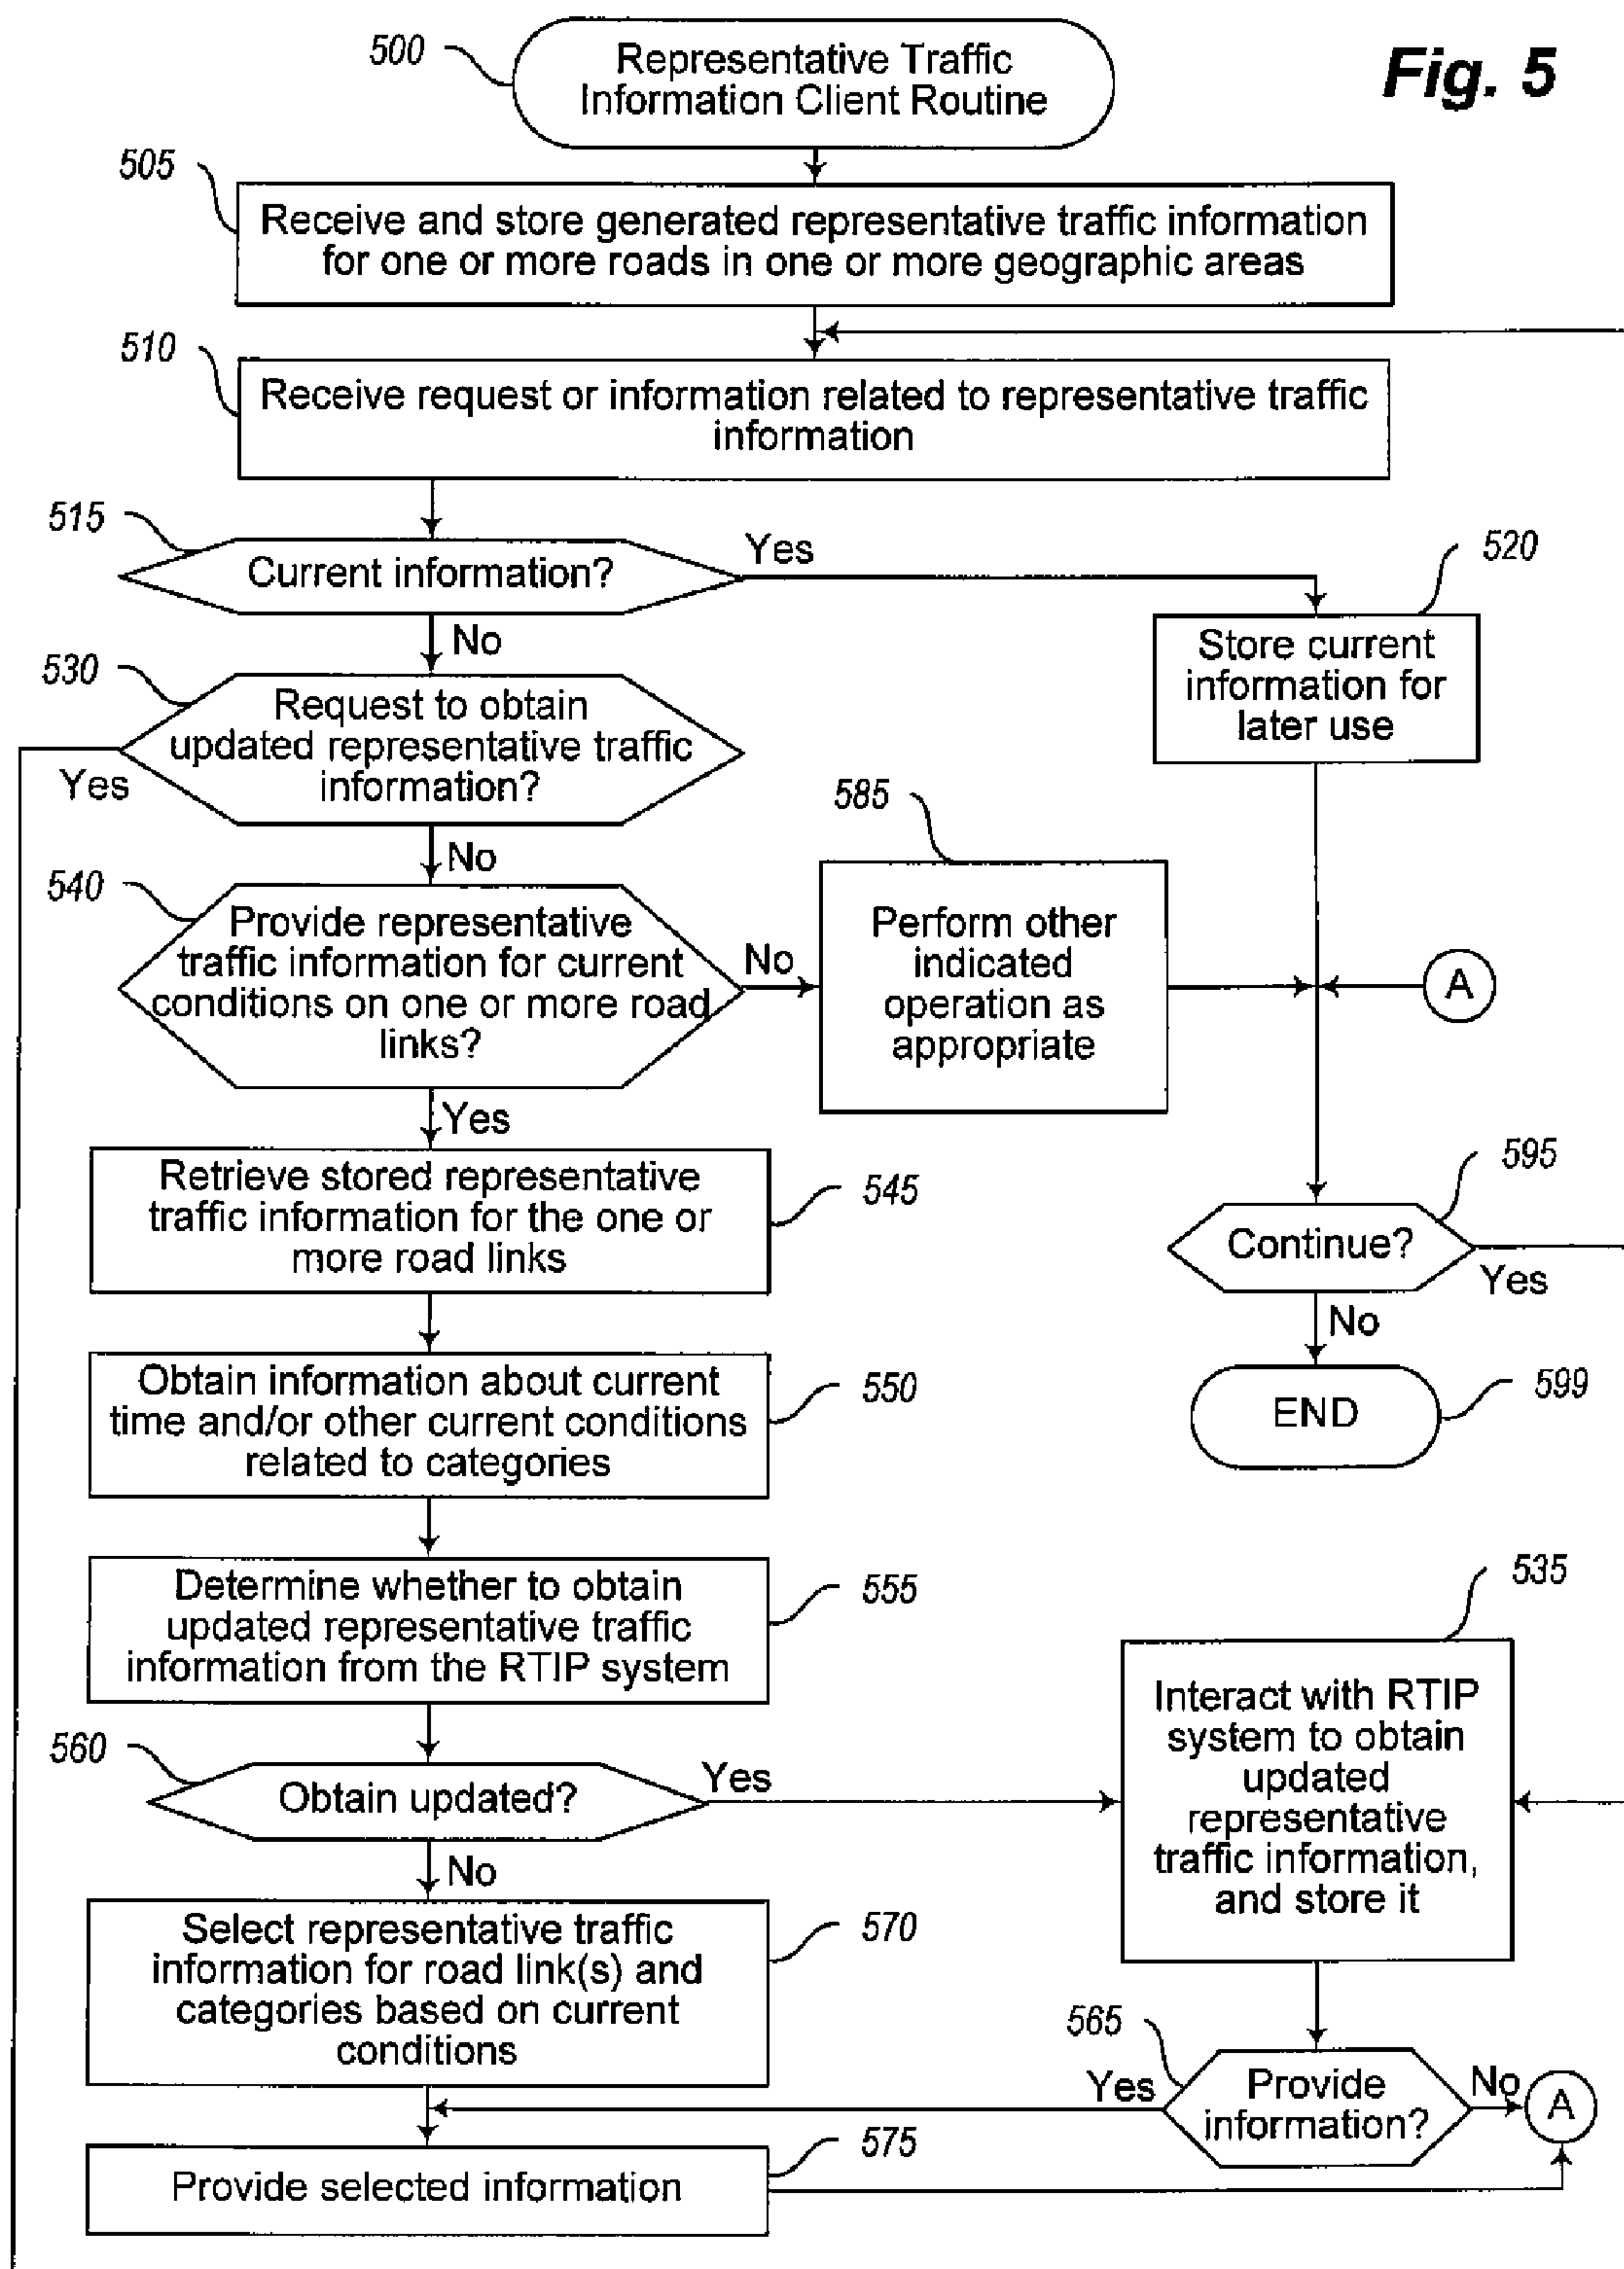 Fig. 5
500
Representative Traffic
Information Client Routine
505
Receive and store generated representative traffic information
for one or more roads in one or more geographic areas
510
Receive request or information related to representative traffic
information
515
Current information?
Yes
No
520
Store current
information for
later use
530
Request to obtain
updated representative traffic
information?
Yes
No
540
Provide representative
traffic information for current
conditions on one or more road
links?
No
Yes
585
Perform other
indicated
operation as
appropriate
A
545
Retrieve stored representative
traffic information for the one or
more road links
595
Continue?
Yes
No
599
END
550
Obtain information about current
time and/or other current conditions
related to categories
555
Determine whether to obtain
updated representative traffic
information from the RTIP system
535
Interact with RTIP
system to obtain
updated
representative
traffic information,
and store it
560
Obtain updated?
Yes
No
570
Select representative traffic
information for road link(s) and
categories based on current
conditions
565
Provide
information?
Yes
No
A
575
Provide selected information